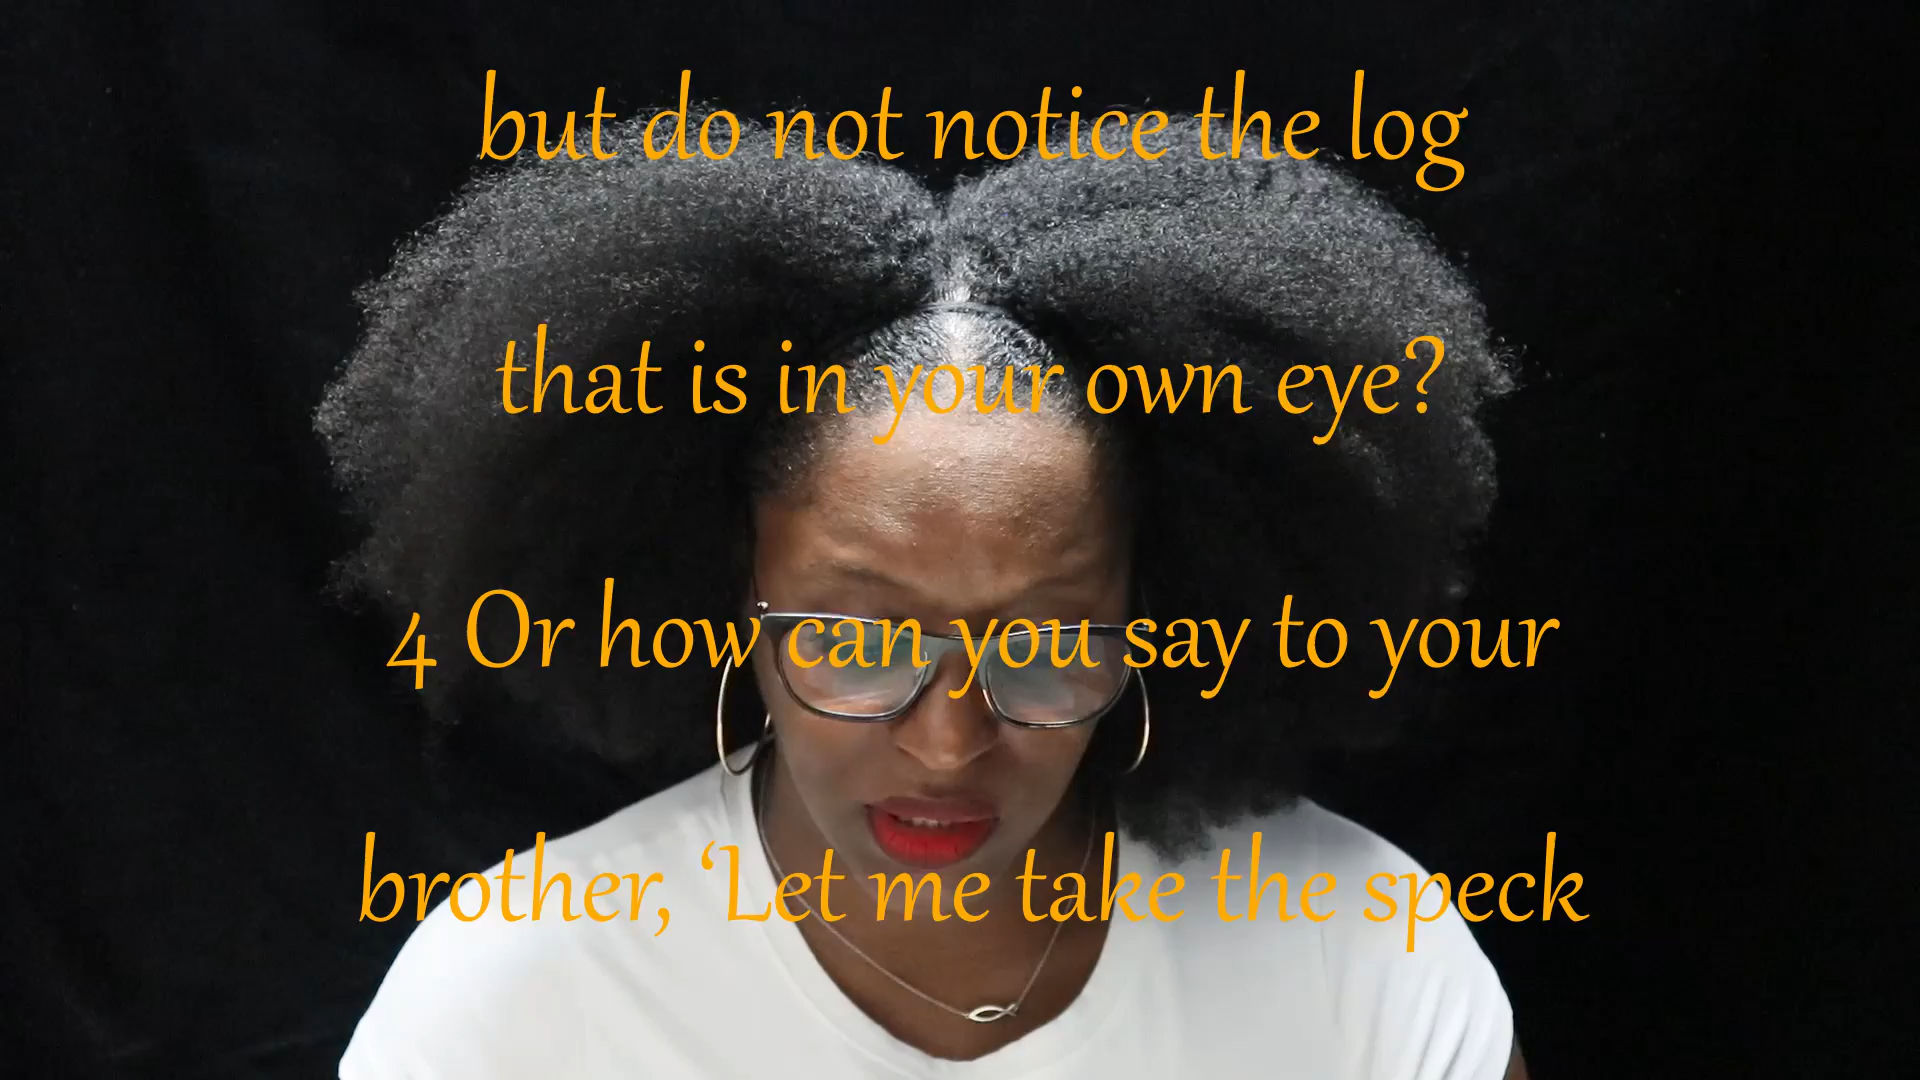 but do not notice the log
that is in your own eye?
4 Or how can you say to your
brother, ‘Let me take the speck